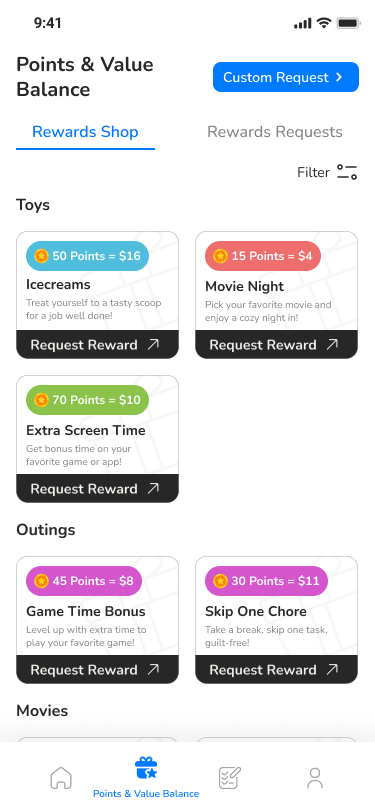 9:41
Points & Value
Balance
Custom Request
Rewards Shop
Rewards Requests
Filter
Toys
50 Points = $16
Icecreams
Treat yourself to a tasty scoop
for a job well done!
Request Reward
15 Points = $4
Movie Night
Pick your favorite movie and
enjoy a cozy night in!
Request Reward
70 Points = $10
Extra Screen Time
Get bonus time on your
favorite game or app!
Request Reward
Outings
45 Points = $8
Game Time Bonus
Level up with extra time to
play your favorite game!
Request Reward
30 Points = $11
Skip One Chore
Take a break, skip one task,
guilt-free!
Request Reward
Movies
Points & Value Balance